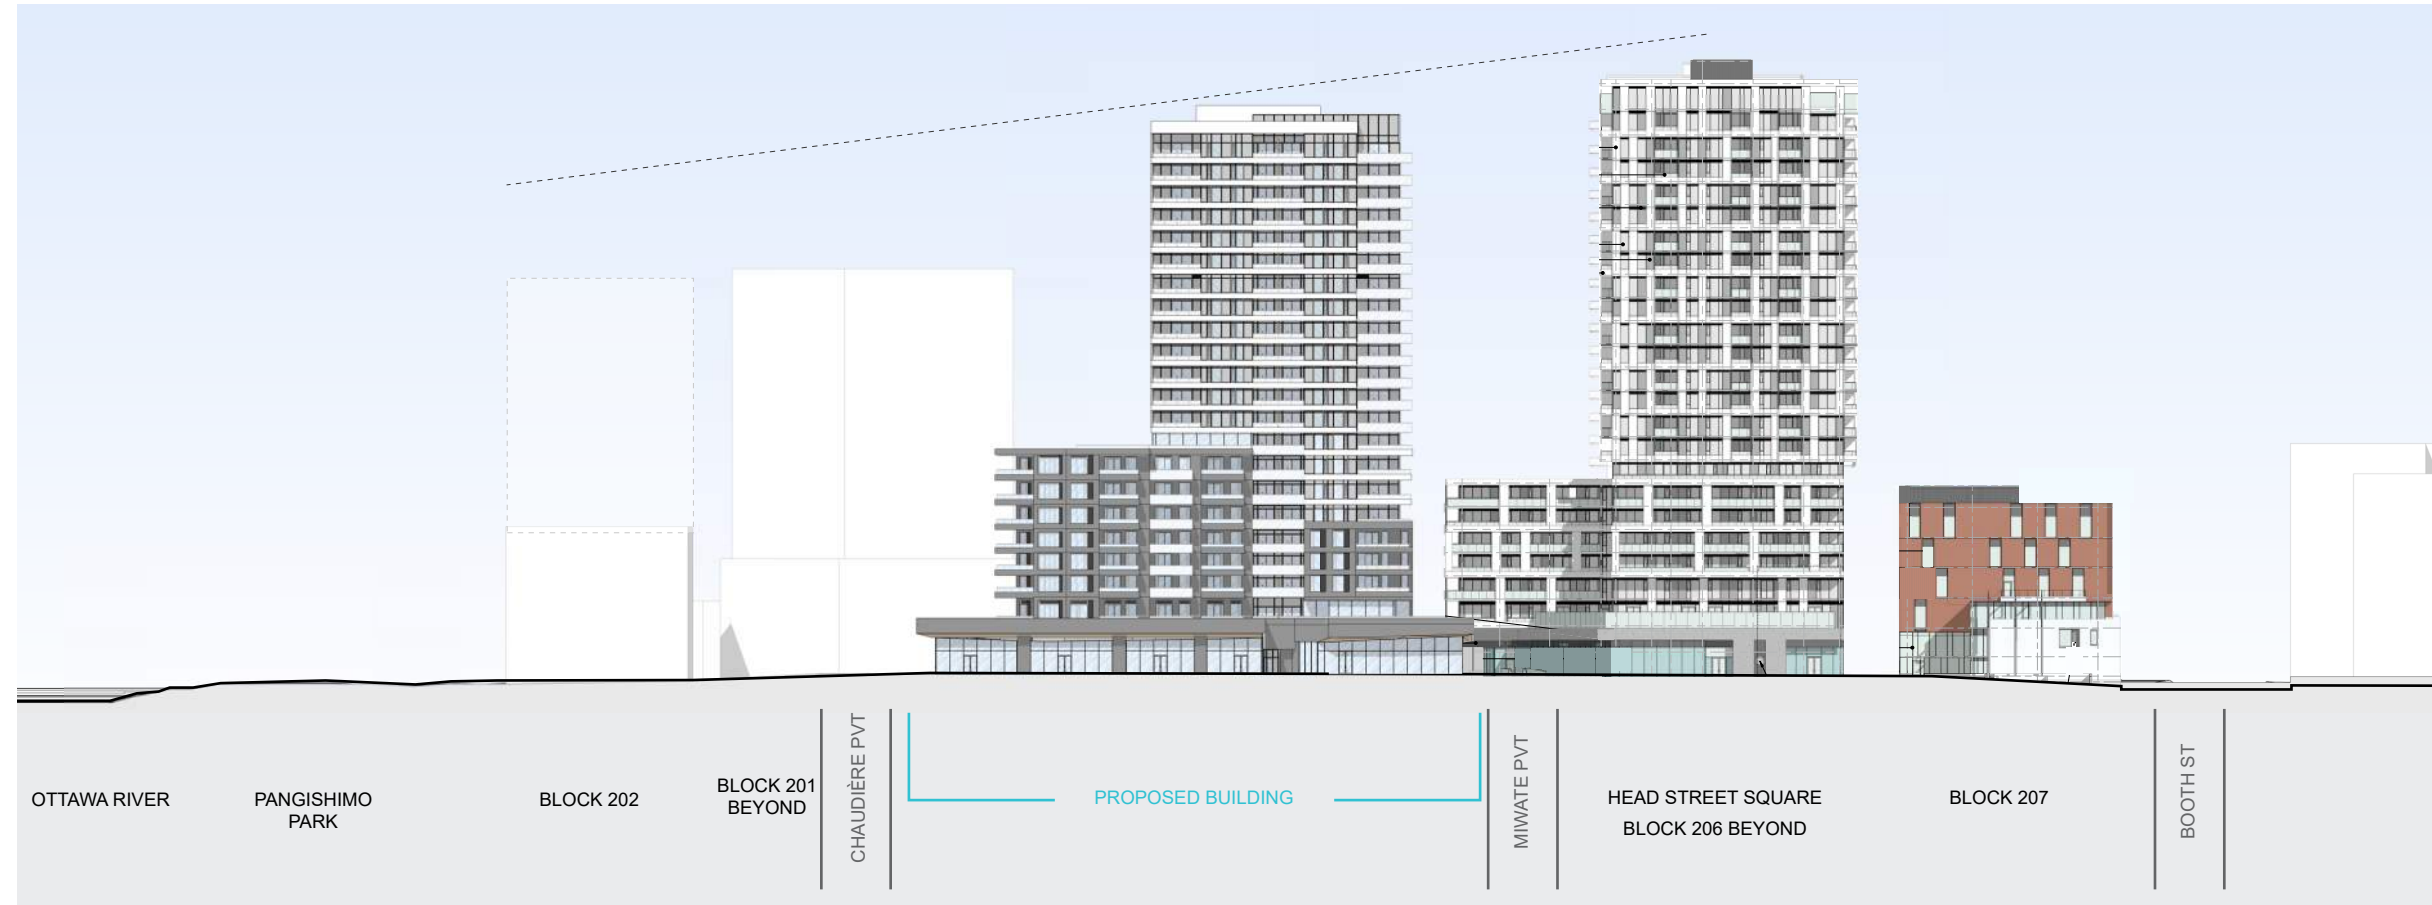 OTTAWA RIVER
PANGISHIMO
PARK
BLOCK 202
BLOCK 201
BEYOND
CHAUDIÈRE PVT
PROPOSED BUILDING
MIWATE PVT
HEAD STREET SQUARE
BLOCK 206 BEYOND
BLOCK 207
BOOTH ST